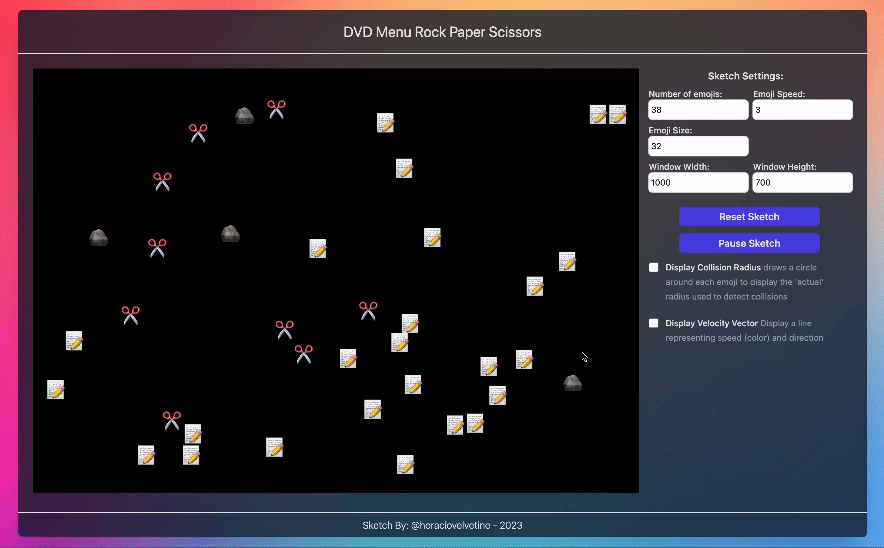 DVD Menu Rock Paper Scissors
Sketch Settings:
Number of emojis: Emoji Speed:
38 3
Emoji Size:
32
Window Width: Window Height:
1000 700
Reset Sketch
Pause Sketch
Display Collision Radius draws a circle
around each emoji to display the 'actual'
radius used to detect collisions
Display Velocity Vector Display a line
representing speed (color) and direction
Sketch By: @horaciovelvetine - 2023